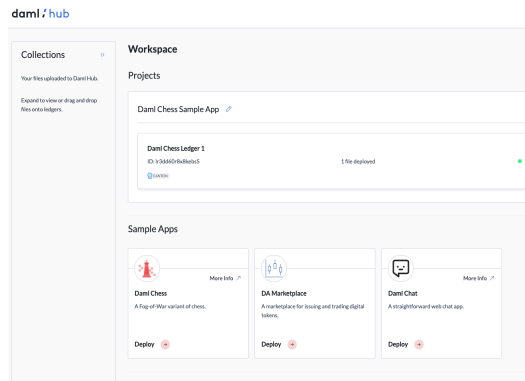 daml hub
Collections
Your files uploaded to Daml Hub.
Expand to view or drag and drop
files onto ledgers.
Workspace
Projects
Daml Chess Sample App
Daml Chess Ledger 1
ID: lr3dd60r8x8kebs5
1 file deployed
Sample Apps
More Info
Daml Chess
A Fog-of-War variant of chess.
Deploy
DA Marketplace
A marketplace for issuing and trading digital
tokens.
Deploy
More Info
Daml Chat
A straightforward web chat app.
Deploy